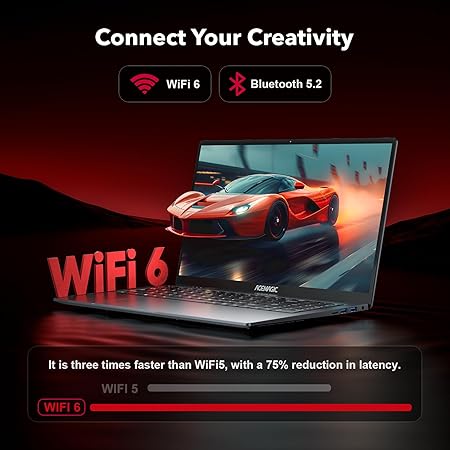 Connect Your Creativity
WiFi 6
Bluetooth 5.2
WiFi 6
ACEMAGIC
It is three times faster than WiFi5, with a 75% reduction in latency.
WIFI 5
WIFI 6